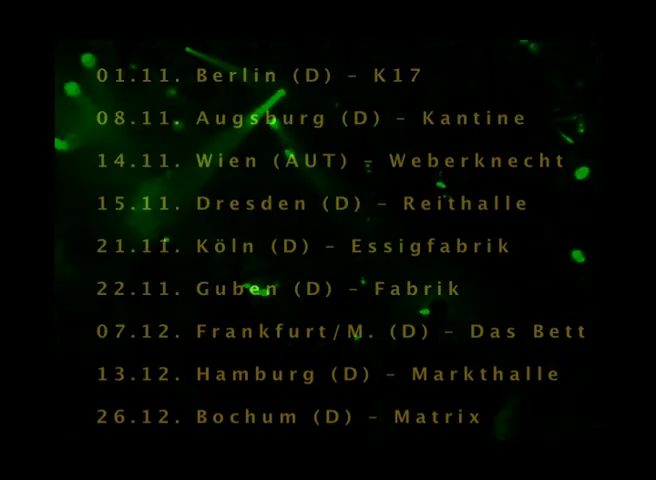 01.11. Berlin (D) – K17
08.11. Augsburg (D) – Kantine
14.11. Wien (AUT) – Weberknecht
15.11. Dresden (D) – Reithalle
21.11. Köln (D) – Essigfabrik
22.11. Guben (D) – Fabrik
07.12. Frankfurt/M. (D) – Das Bett
13.12. Hamburg (D) – Markthalle
26.12. Bochum (D) – Matrix